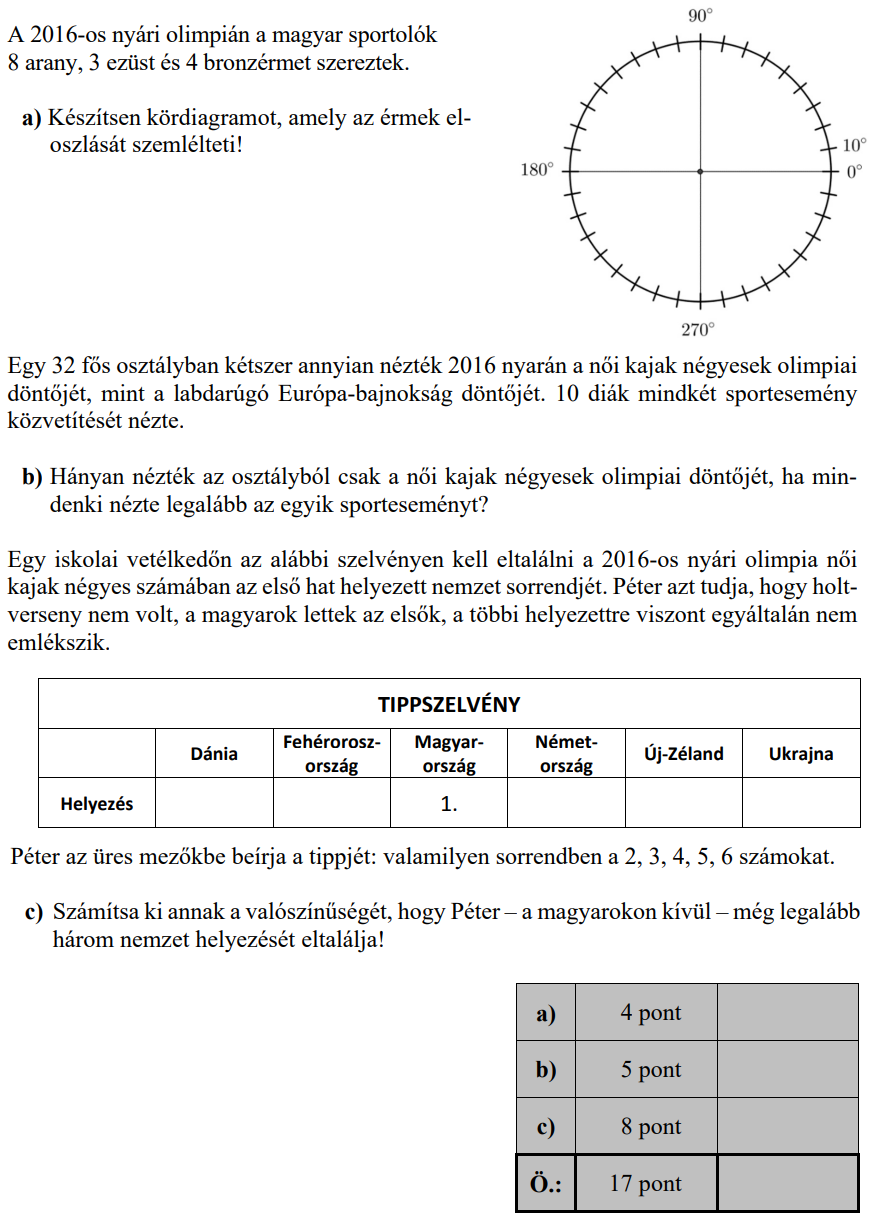 A 2016-os nyári olimpián a magyar sportolók
8 arany, 3 ezüst és 4 bronzérmet szereztek.
a) Készítsen kördiagramot, amely az érmek el-
oszlását szemlélteti!
90°
10°
0°
180°
270°
Egy 32 fős osztályban kétszer annyian nézték 2016 nyarán a női kajak négyesek olimpiai
döntőjét, mint a labdarúgó Európa-bajnokság döntőjét. 10 diák mindkét sportesemény
közvetítését nézte.
b) Hányan nézték az osztályból csak a női kajak négyesek olimpiai döntőjét, ha min-
denki nézte legalább az egyik sporteseményt?
Egy iskolai vetélkedőn az alábbi szelvényen kell eltalálni a 2016-os nyári olimpia női
kajak négyes számában az első hat helyezett nemzet sorrendjét. Péter azt tudja, hogy holt-
verseny nem volt, a magyarok lettek az elsők, a többi helyezettre viszont egyáltalán nem
emlékszik.
TIPPSZELVÉNY
Dánia Fehérorosz-ország Magyar-ország Német-ország Új-Zéland Ukrajna
Helyezés 1.
Péter az üres mezőkbe beírja a tippjét: valamilyen sorrendben a 2, 3, 4, 5, 6 számokat.
c) Számítsa ki annak a valószínűségét, hogy Péter – a magyarokon kívül – még legalább
három nemzet helyezését eltalálja!
a) 4 pont
b) 5 pont
c) 8 pont
Ö.: 17 pont